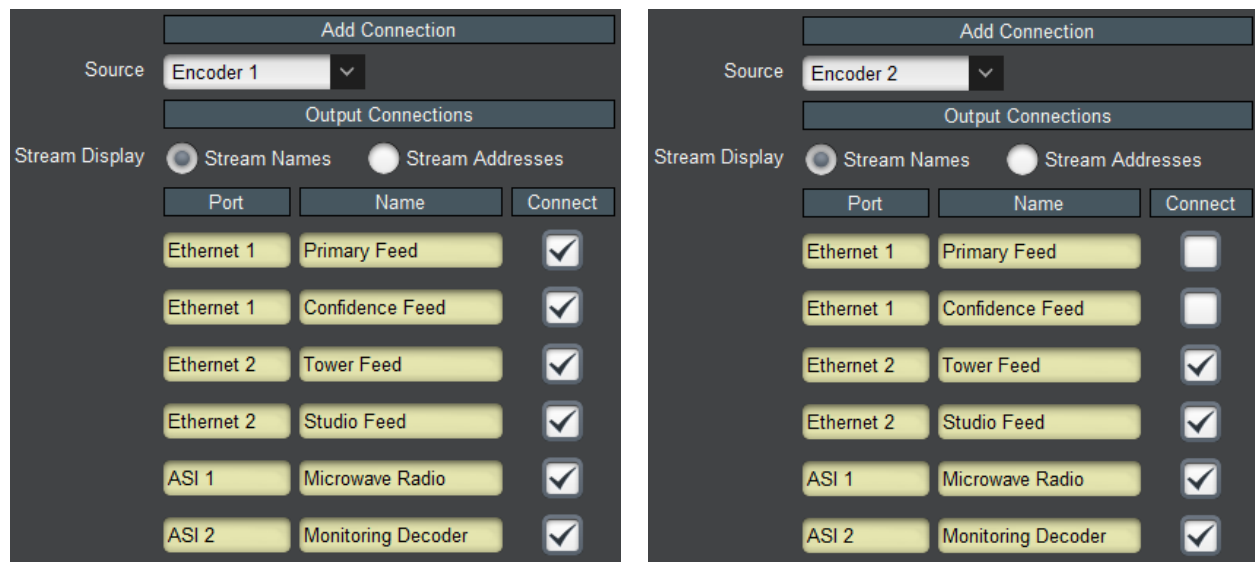 Add Connection
Source Encoder 1
Output Connections
Stream Display Stream Names Stream Addresses
Port Name Connect
Ethernet 1 Primary Feed
Ethernet 1 Confidence Feed
Ethernet 2 Tower Feed
Ethernet 2 Studio Feed
ASI 1 Microwave Radio
ASI 2 Monitoring Decoder
Add Connection
Source Encoder 2
Output Connections
Stream Display Stream Names Stream Addresses
Port Name Connect
Ethernet 1 Primary Feed
Ethernet 1 Confidence Feed
Ethernet 2 Tower Feed
Ethernet 2 Studio Feed
ASI 1 Microwave Radio
ASI 2 Monitoring Decoder